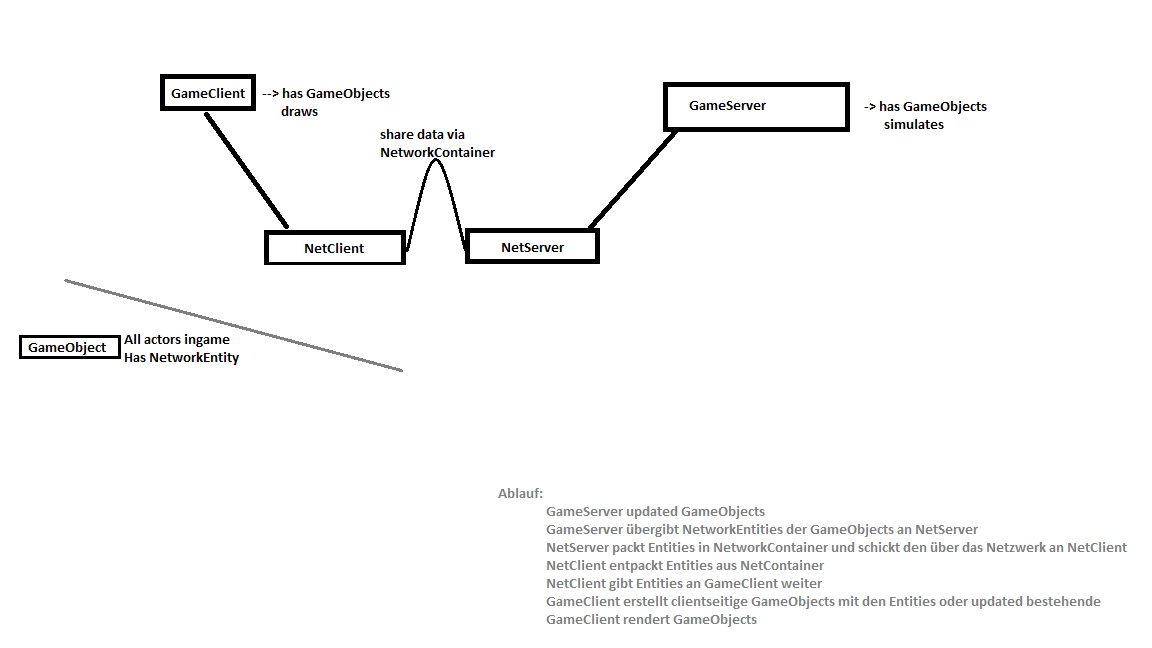 GameClient
--> has GameObjects
draws
GameServer
-> has GameObjects
simulates
share data via
NetworkContainer
NetClient
NetServer
GameObject
All actors ingame
Has NetworkEntity
Ablauf:
GameServer updated GameObjects
GameServer übergibt NetworkEntities der GameObjects an NetServer
NetServer packt Entities in NetworkContainer und schickt den über das Netzwerk an NetClient
NetClient entpackt Entities aus NetContainer
NetClient gibt Entities an GameClient weiter
GameClient erstellt clientseitige GameObjects mit den Entities oder updated bestehende
GameClient rendert GameObjects